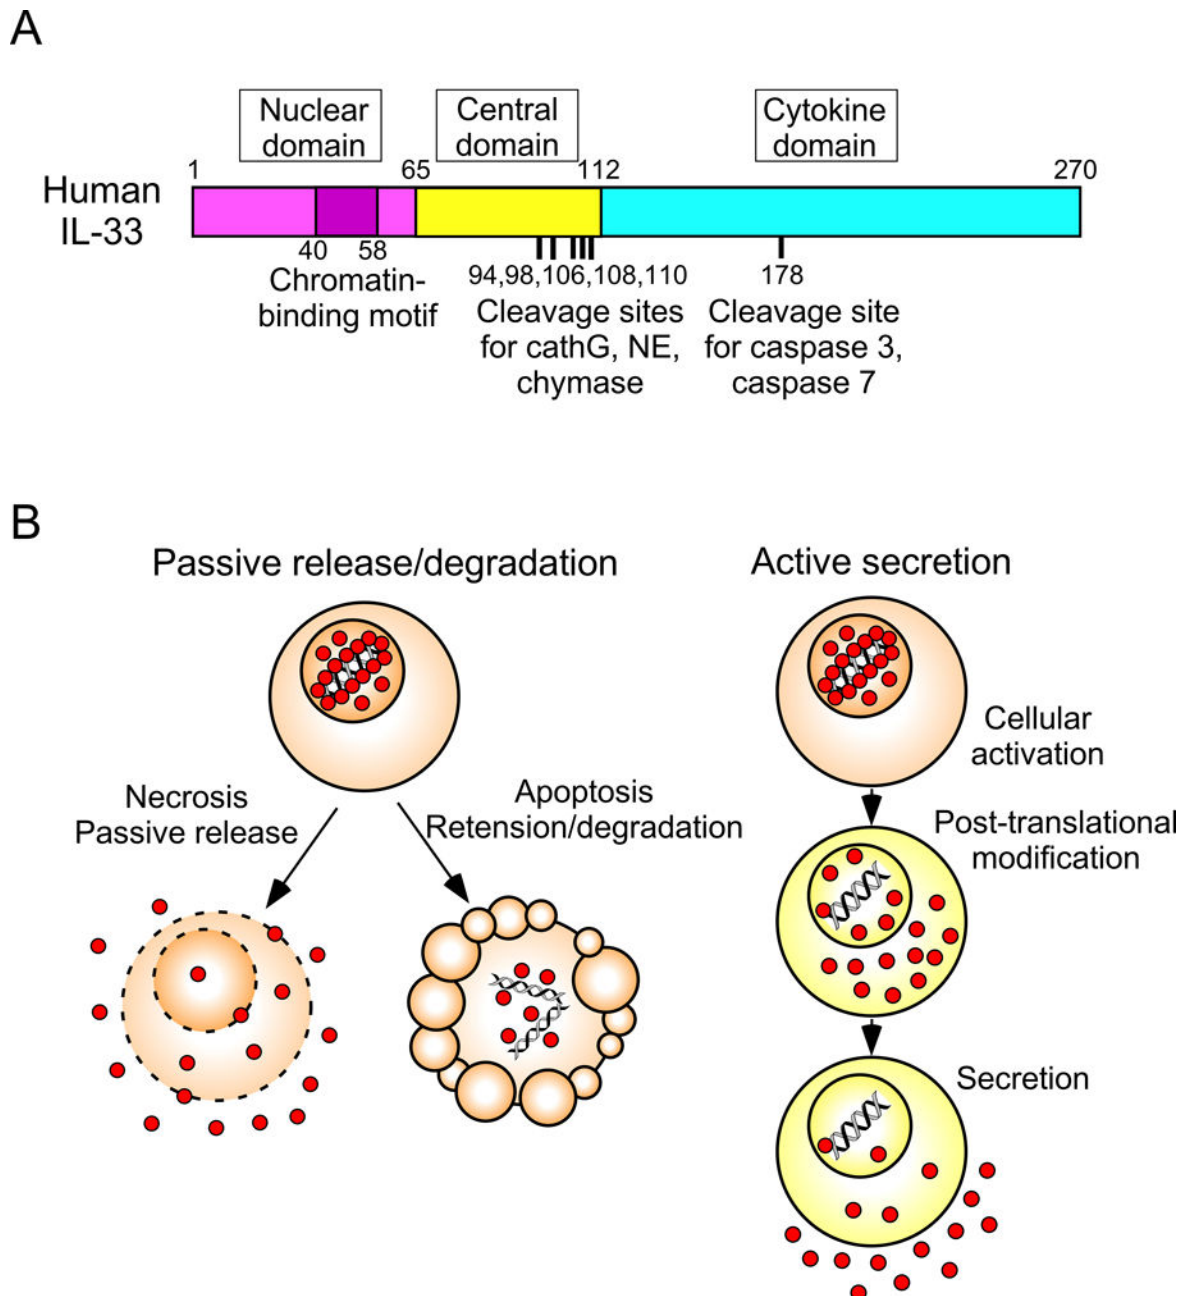 A
Nuclear
domain
Central
domain
Cytokine
domain
1
65
112
270
Human
IL-33
40
58
Chromatin-
binding motif
94,98,106,108,110
Cleavage sites
for cathG, NE,
chymase
178
Cleavage site
for caspase 3,
caspase 7
B
Passive release/degradation
Necrosis
Passive release
Apoptosis
Retension/degradation
Active secretion
Cellular
activation
Post-translational
modification
Secretion